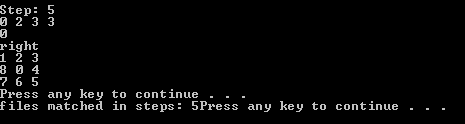 Step: 5
0 2 3 3
0
right
1 2 3
8 0 4
7 6 5
Press any key to continue . . .
files matched in steps: 5Press any key to continue . . .